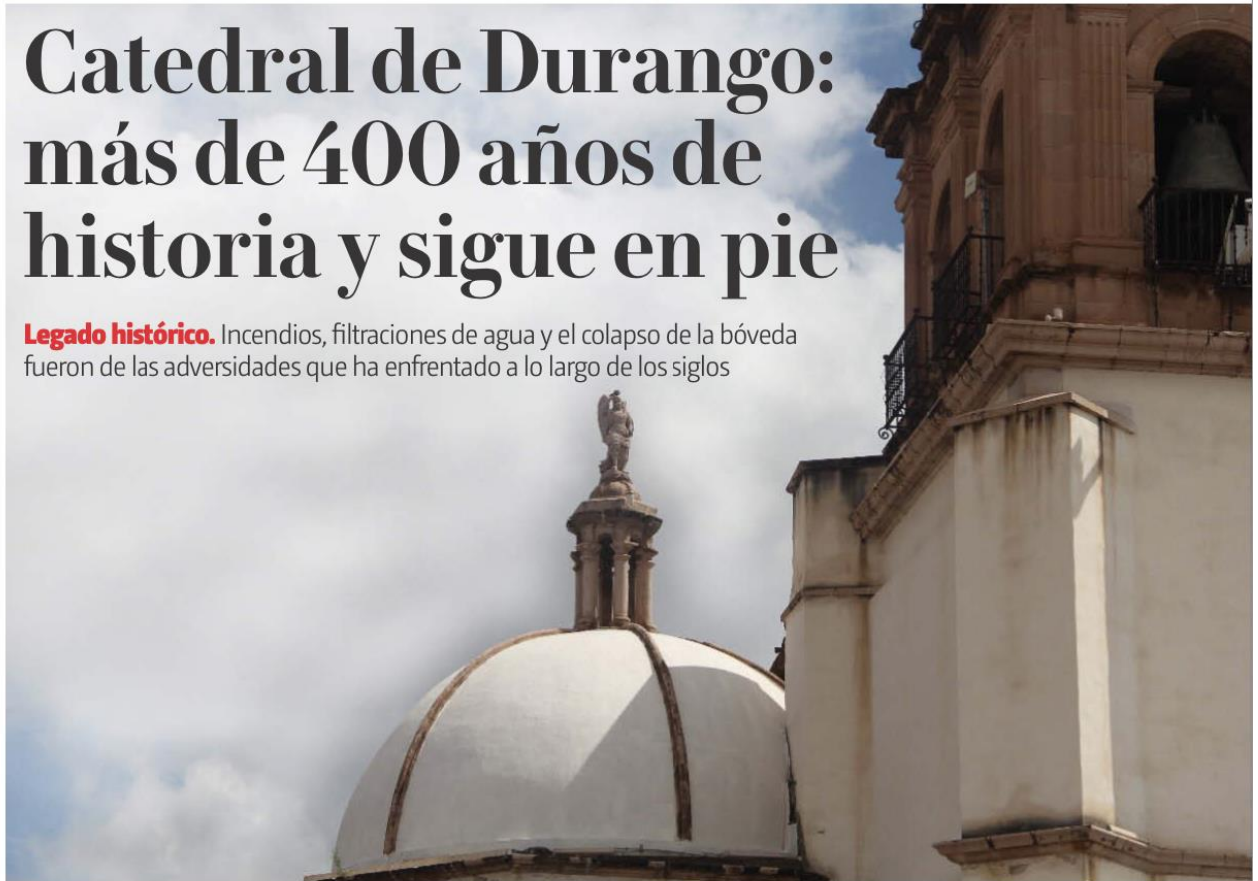 Catedral de Durango:
más de 400 años de
historia y sigue en pie
Legado histórico. Incendios, filtraciones de agua y el colapso de la bóveda
fueron de las adversidades que ha enfrentado a lo largo de los siglos